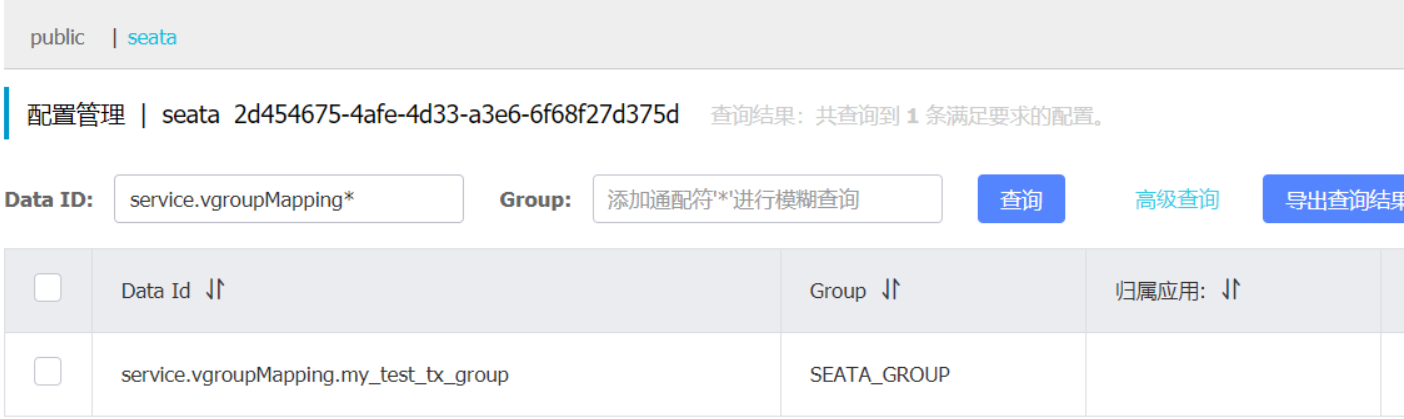 public | seata
配置管理 | seata 2d454675-4afe-4d33-a3e6-6f68f27d375d 查询结果：共查询到 1 条满足要求的配置。
Data ID: service.vgroupMapping* Group: 添加通配符'*'进行模糊查询 查询 高级查询 导出查询结果
Data Id Group 归属应用:
service.vgroupMapping.my_test_tx_group SEATA_GROUP